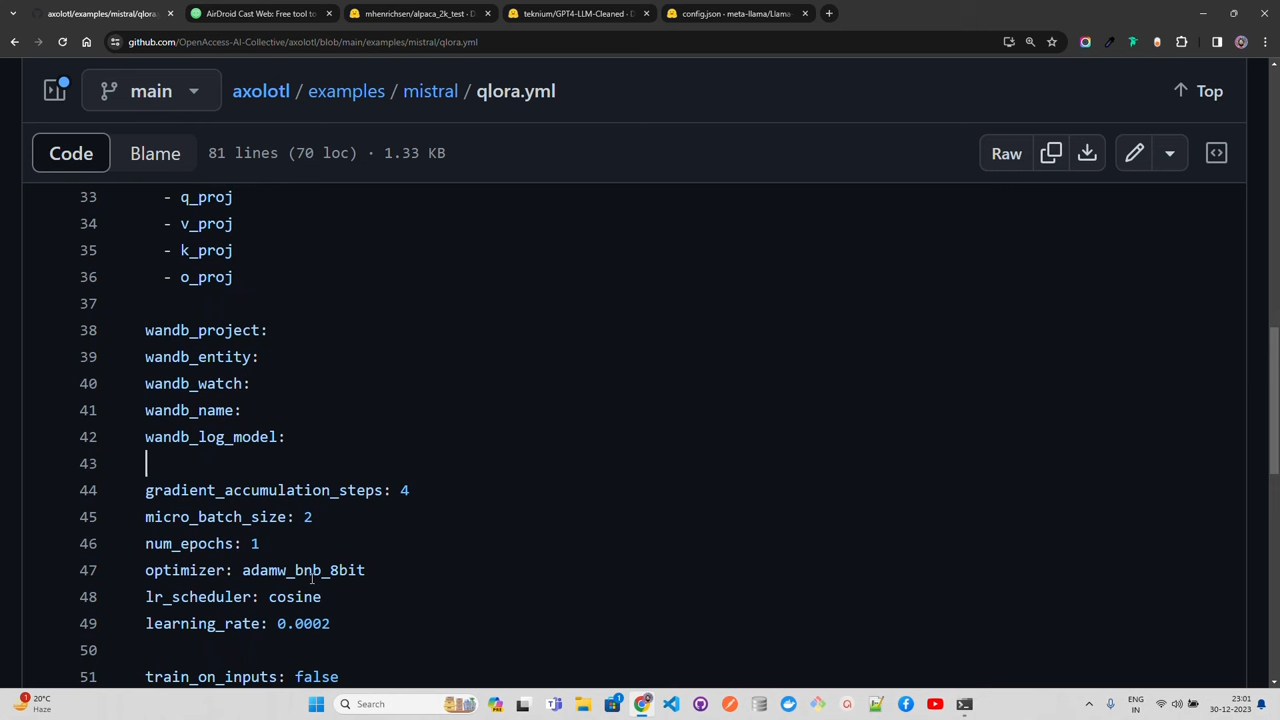 axolotl/examples/mistral/qlora
AirDroid Cast Web: Free tool to
mhenrichsen/alpaca_2k_test - D
teknium/GPT4-LLM-Cleaned - D
config.json - meta-llama/Llama
github.com/OpenAccess-AI-Collective/axolotl/blob/main/examples/mistral/qlora.yml
main
axolotl / examples / mistral / qlora.yml
Top
Code Blame 81 lines (70 loc) · 1.33 KB
Raw
33 - q_proj
34 - v_proj
35 - k_proj
36 - o_proj
37
38 wandb_project:
39 wandb_entity:
40 wandb_watch:
41 wandb_name:
42 wandb_log_model:
43
44 gradient_accumulation_steps: 4
45 micro_batch_size: 2
46 num_epochs: 1
47 optimizer: adamw_bnb_8bit
48 lr_scheduler: cosine
49 learning_rate: 0.0002
50
51 train_on_inputs: false
1
20°C
Haze
Search
ENG
IN
23:01
30-12-2023